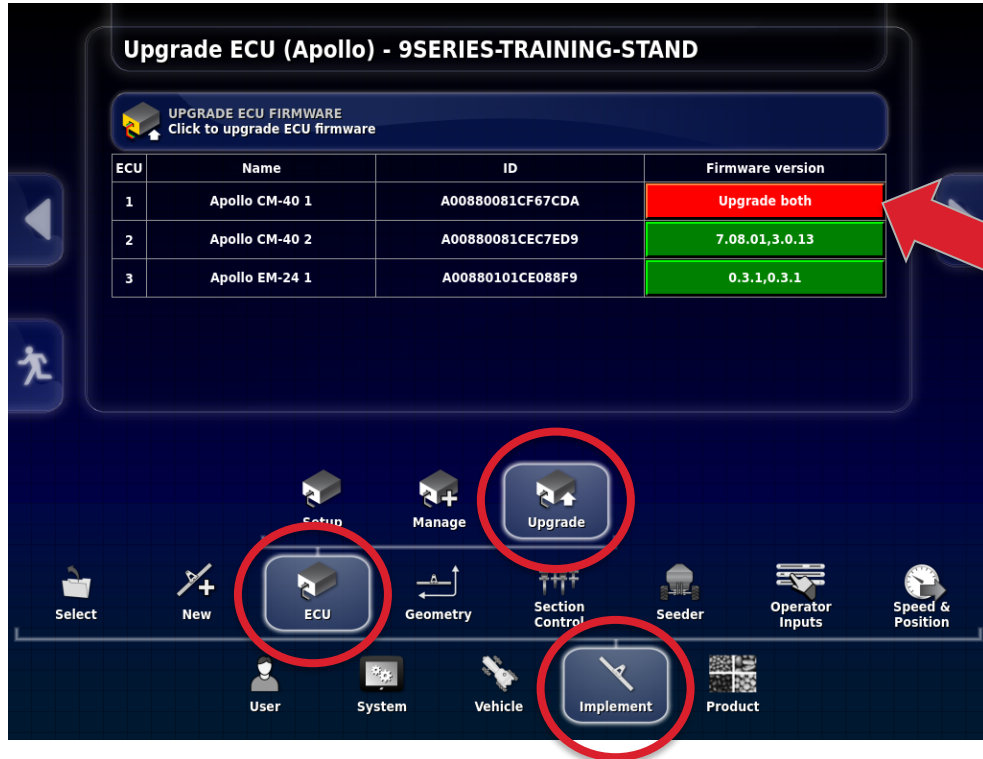 Upgrade ECU (Apollo) - 9SERIES-TRAINING-STAND
UPGRADE ECU FIRMWARE
Click to upgrade ECU firmware
ECU Name ID Firmware version
1 Apollo CM-40 1 A00880081CF67CDA Upgrade both
2 Apollo CM-40 2 A00880081CEC7ED9 7.08.01,3.0.13
3 Apollo EM-24 1 A00880101CE088F9 0.3.1,0.3.1
Setup Manage Upgrade
Select New ECU Geometry Section Control Seeder Operator Inputs Speed & Position
User System Vehicle Implement Product